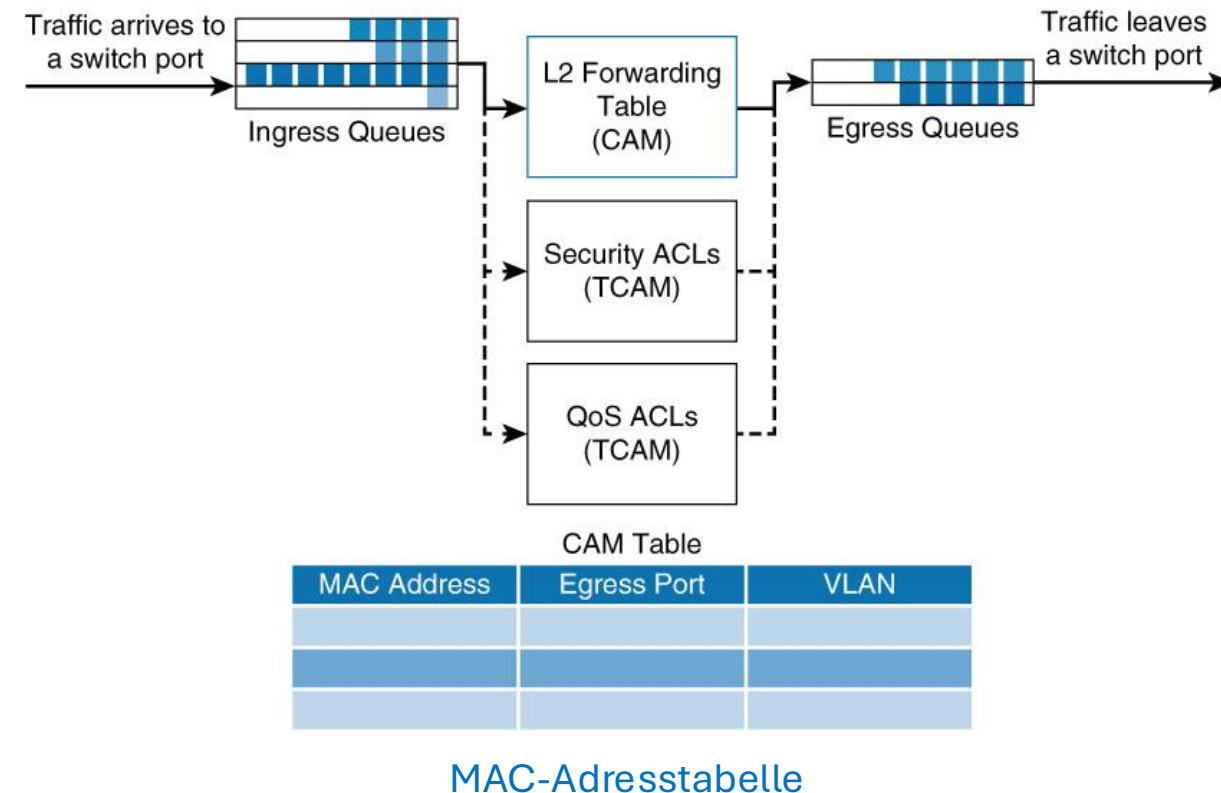 Traffic arrives to
a switch port
Ingress Queues
L2 Forwarding
Table
(CAM)
Security ACLs
(TCAM)
QoS ACLs
(TCAM)
Traffic leaves
a switch port
Egress Queues
CAM Table
MAC Address Egress Port VLAN
MAC-Adresstabelle